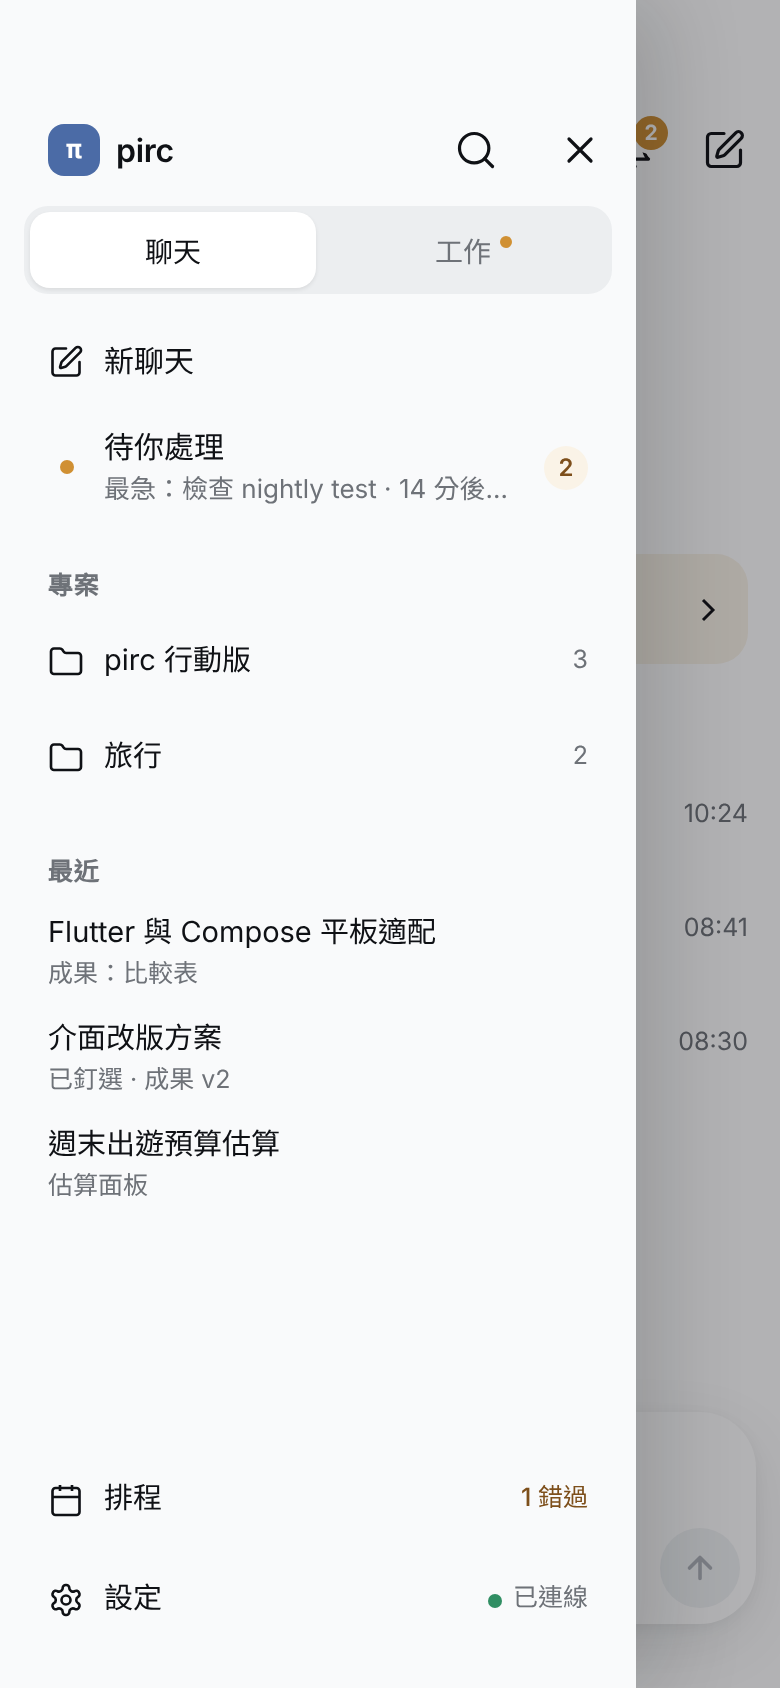 π pirc
2
聊天
工作
新聊天
待你處理
最急：檢查 nightly test · 14 分後...
2
專案
pirc 行動版
3
旅行
2
10:24
最近
Flutter 與 Compose 平板適配
08:41
成果：比較表
介面改版方案
08:30
已釘選 · 成果 v2
週末出遊預算估算
估算面板
排程
1 錯過
設定
已連線